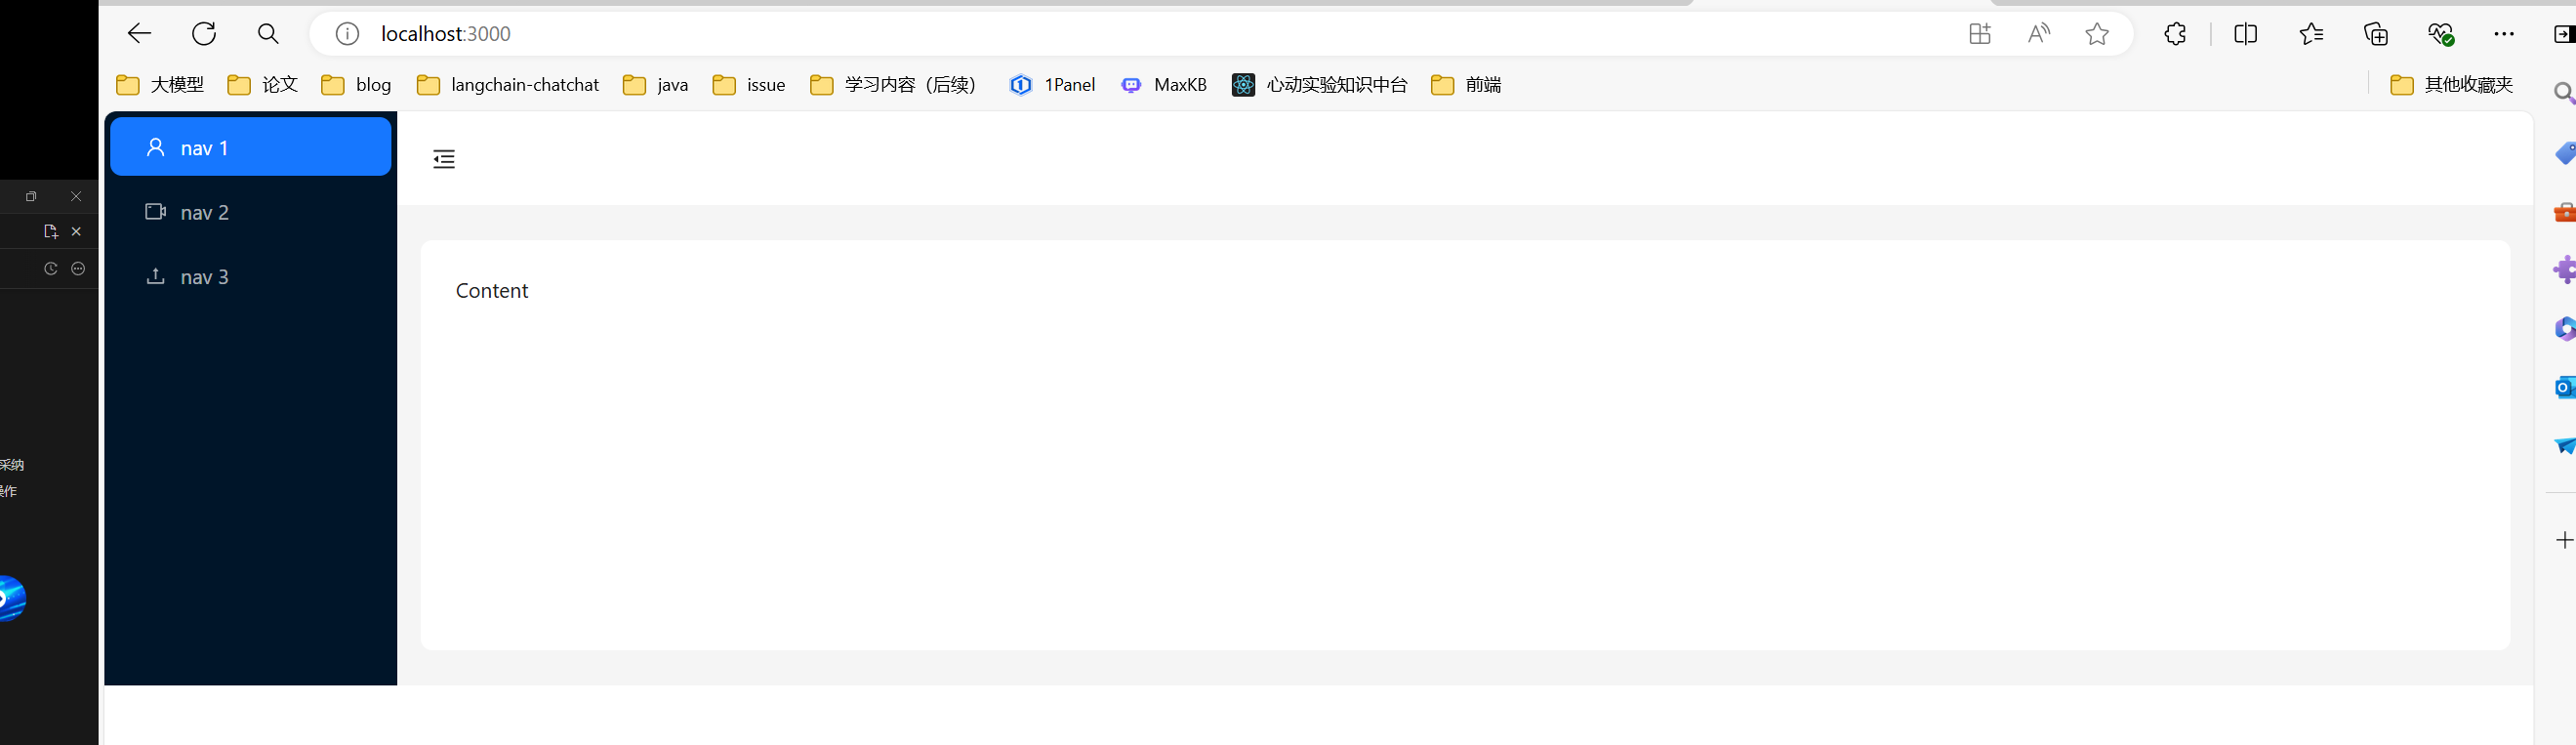 localhost:3000
大模型 论文 blog langchain-chatchat java issue 学习内容（后续） 1Panel MaxKB 心动实验知识中台 前端 其他收藏夹
nav 1
nav 2
nav 3
Content
采纳
操作